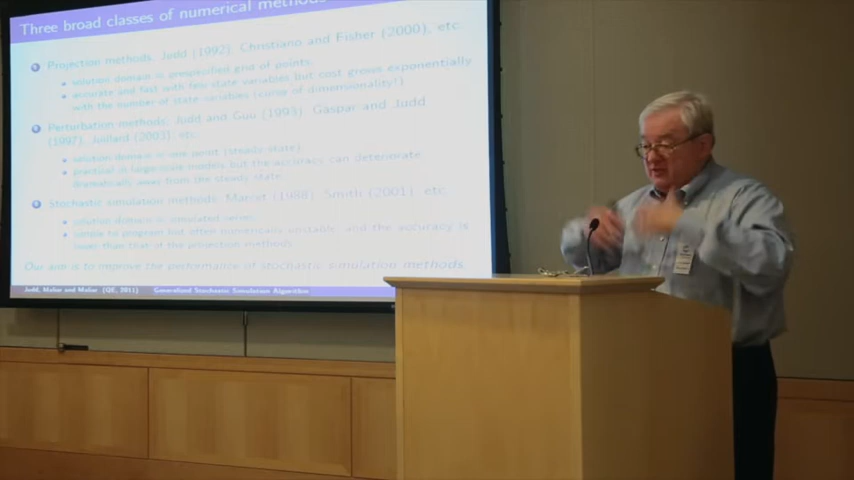 Three broad classes of numerical methods
1 Projection methods, Judd (1992), Christiano and Fisher (2000), etc.
solution domain is prespecified grid of points
accurate and fast with few state variables but cost grows exponentially
with the number of state variables (curse of dimensionality!)
2 Perturbation methods, Judd and Guu (1993), Gaspar and Judd
(1997), Juillard (2003), etc.
solution domain is one point (steady state)
practical in large-scale models but the accuracy can deteriorate
dramatically away from the steady state
3 Stochastic simulation methods, Marcet (1988), Smith (2001), etc.
solution domain is simulated series
simple to program but often numerically unstable, and the accuracy is
lower than that of the projection methods
Our aim is to improve the performance of stochastic simulation methods.
Judd, Maliar and Maliar (QE, 2011) Generalized Stochastic Simulation Algorithm